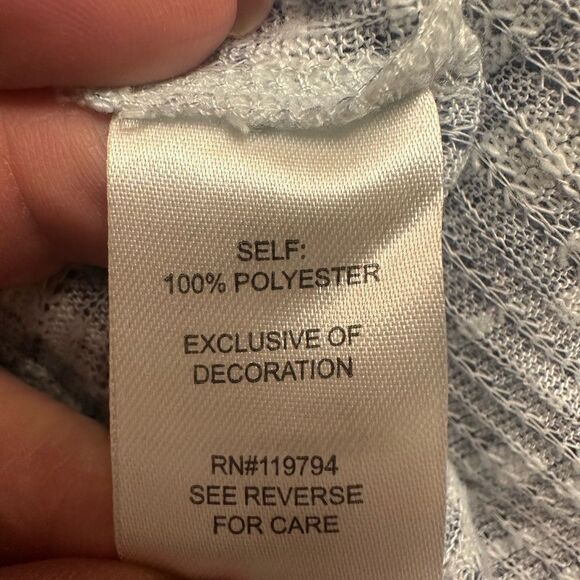 SELF:
100% POLYESTER
EXCLUSIVE OF
DECORATION
RN#119794
SEE REVERSE
FOR CARE